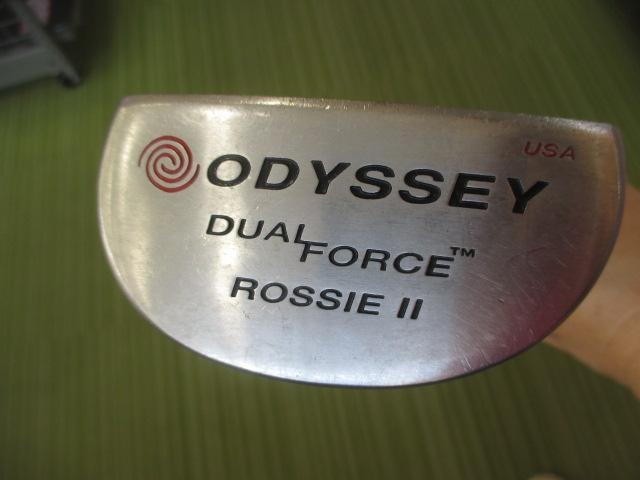 USA
ODYSSEY
DUAL FORCE™
ROSSIE II